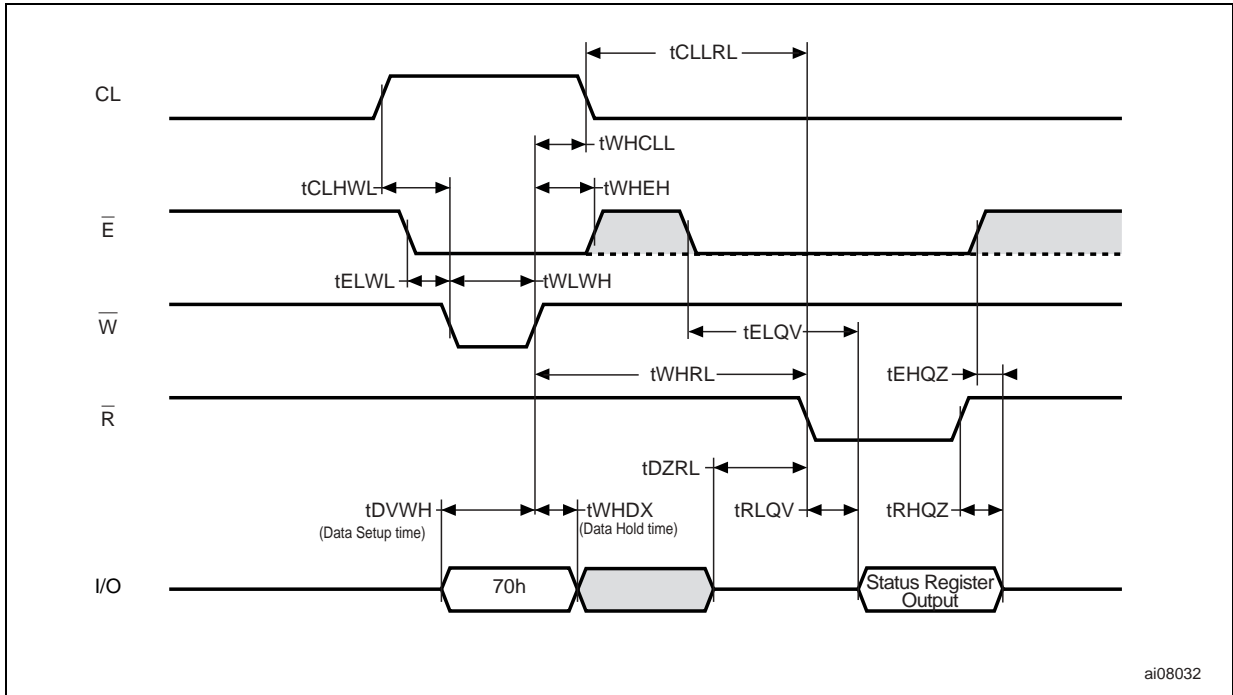 tCLLRL
CL
tWHCLL
tCLHWL
tWHEH
E
tELWL
tWLWH
W
tELQV
tWHRL
tEHQZ
R
tDZRL
tDVWH
(Data Setup time)
tWHDX
(Data Hold time)
tRLQV
tRHQZ
I/O
70h
Status Register
Output
ai08032